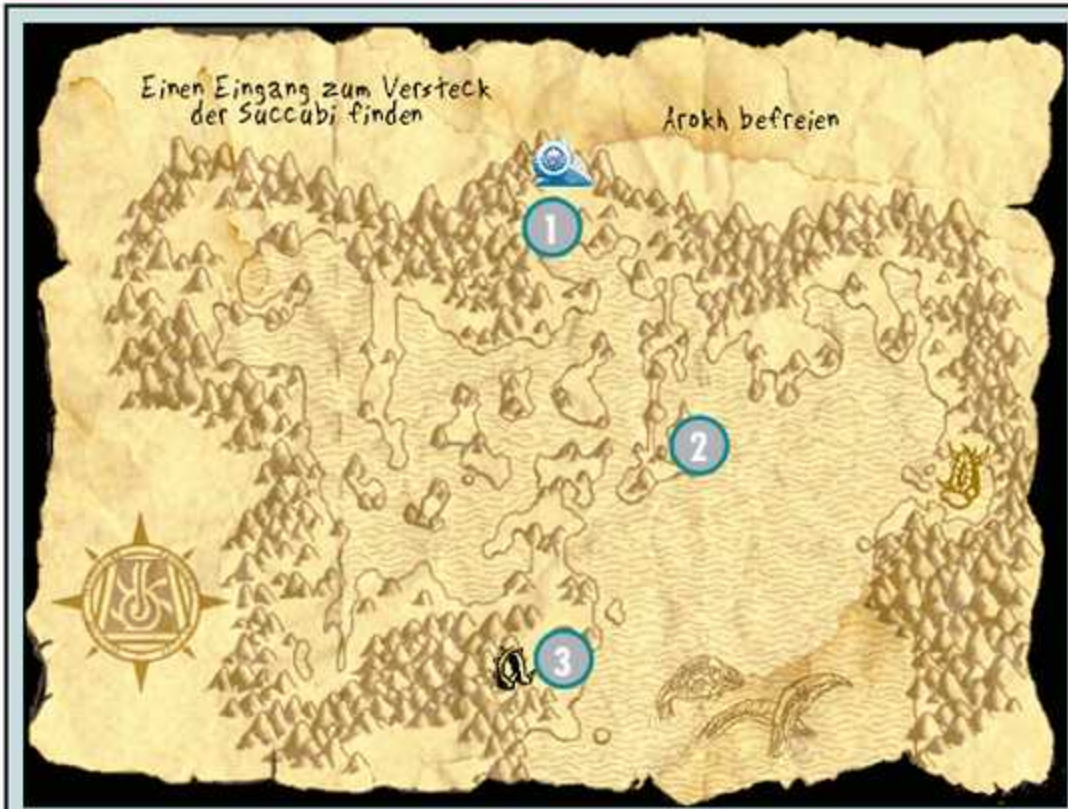 Einen Eingang zum Versteck
der Succubi finden
Arokh befreien
1
2
3